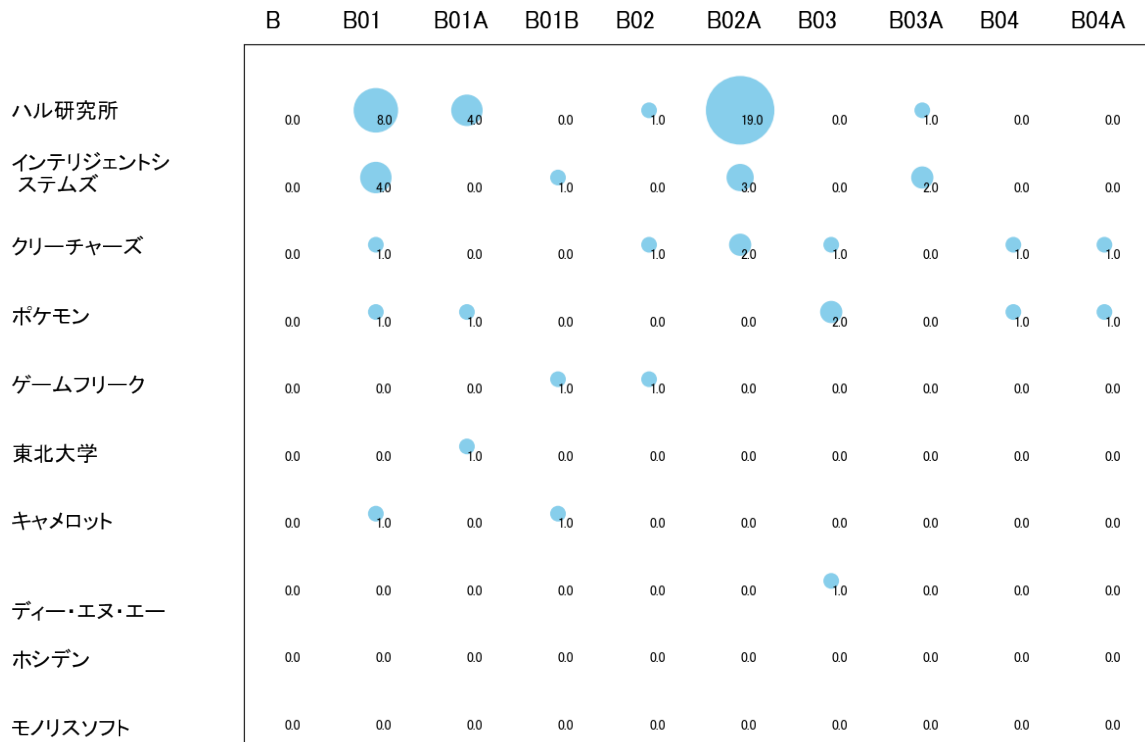 B B01 B01A B01B B02 B02A B03 B03A B04 B04A
ハル研究所 0.0 8.0 4.0 0.0 1.0 19.0 0.0 1.0 0.0 0.0
インテリジェントシ
ステムズ 0.0 4.0 0.0 1.0 0.0 3.0 0.0 2.0 0.0 0.0
クリーチャーズ 0.0 1.0 0.0 0.0 1.0 2.0 1.0 0.0 1.0 1.0
ポケモン 0.0 1.0 1.0 0.0 0.0 0.0 2.0 0.0 1.0 1.0
ゲームフリーク 0.0 0.0 0.0 1.0 1.0 0.0 0.0 0.0 0.0 0.0
東北大学 0.0 0.0 1.0 0.0 0.0 0.0 0.0 0.0 0.0 0.0
キャメロット 0.0 1.0 0.0 1.0 0.0 0.0 0.0 0.0 0.0 0.0
ディー・エヌ・エー 0.0 0.0 0.0 0.0 0.0 0.0 1.0 0.0 0.0 0.0
ホシデン 0.0 0.0 0.0 0.0 0.0 0.0 0.0 0.0 0.0 0.0
モノリスソフト 0.0 0.0 0.0 0.0 0.0 0.0 0.0 0.0 0.0 0.0